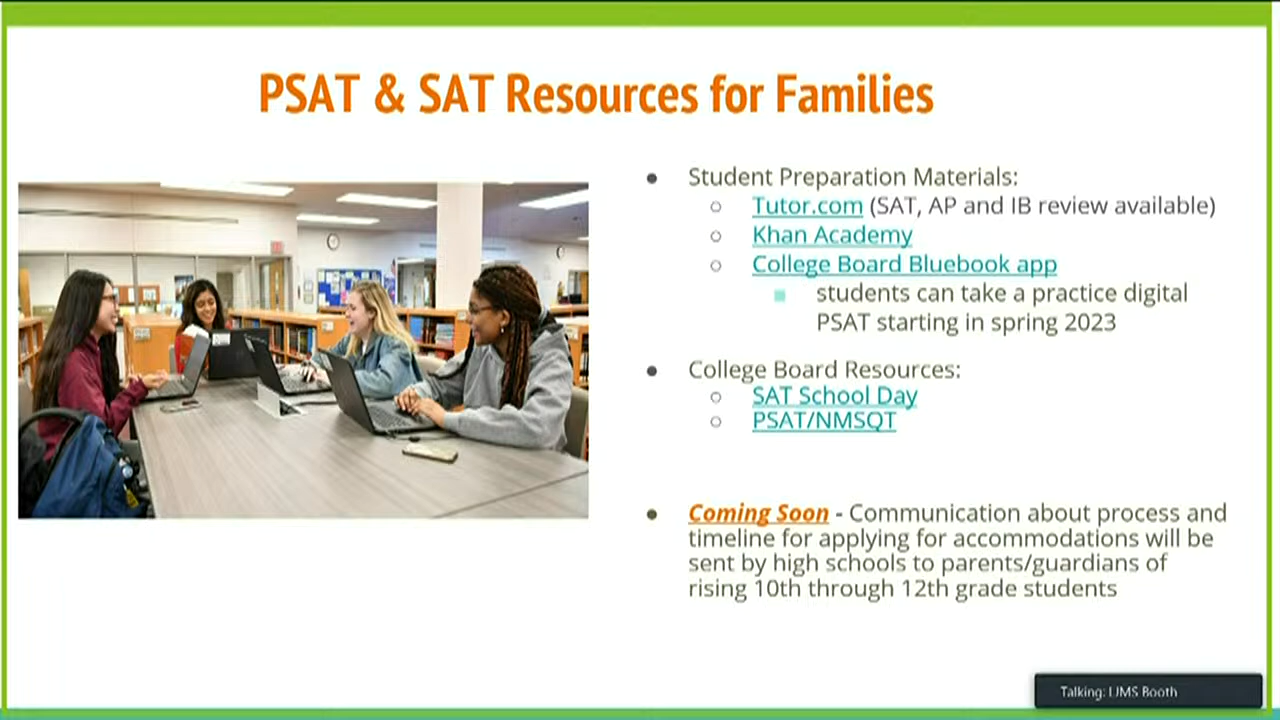 PSAT & SAT Resources for Families
Student Preparation Materials:
Tutor.com (SAT, AP and IB review available)
Khan Academy
College Board Bluebook app
students can take a practice digital
PSAT starting in spring 2023
College Board Resources:
SAT School Day
PSAT/NMSQT
Coming Soon - Communication about process and
timeline for applying for accommodations will be
sent by high schools to parents/guardians of
rising 10th through 12th grade students
Talking: LJMS Booth